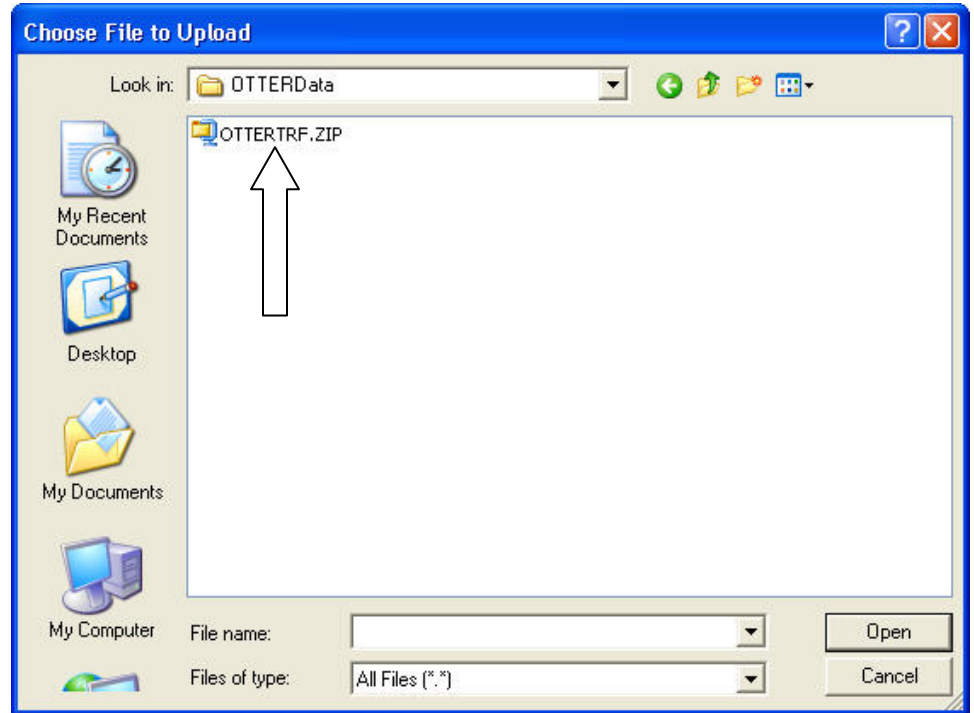 Choose File to Upload
Look in: OTTERData
OTTERTRF.ZIP
My Recent
Documents
Desktop
My Documents
My Computer
File name:
Open
Files of type: All Files (*.*)
Cancel